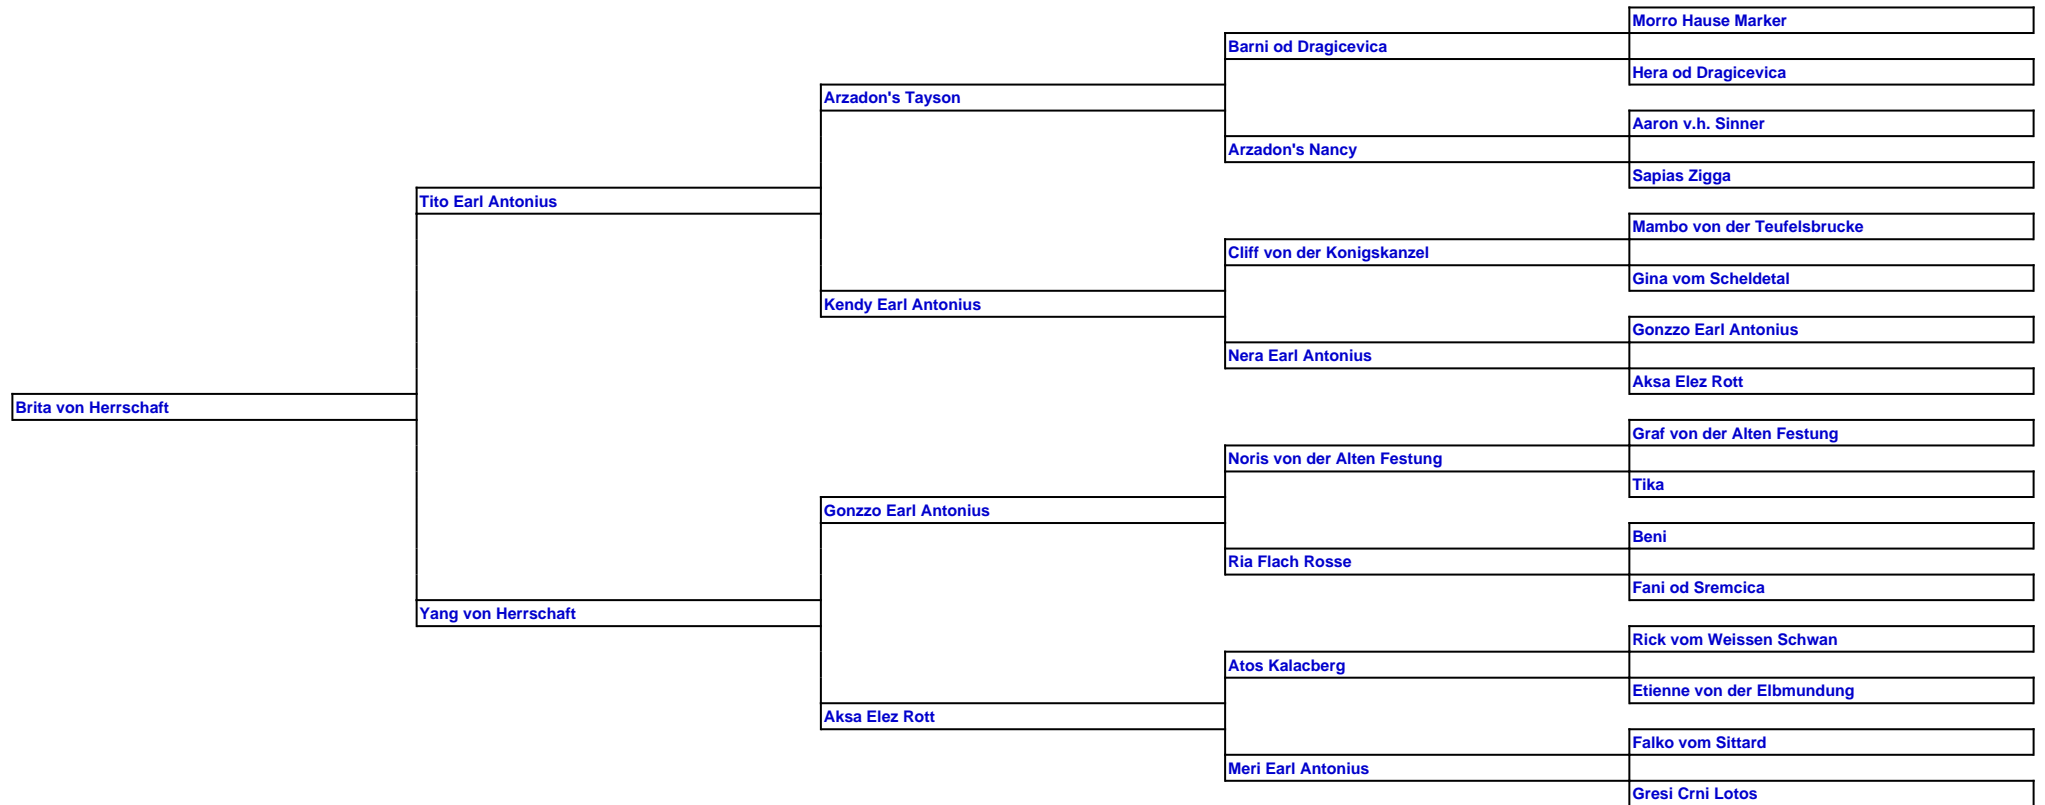 Morro Hause Marker
Barni od Dragicevica
Hera od Dragicevica
Arzadon's Tayson
Aaron v.h. Sinner
Arzadon's Nancy
Sapias Zigga
Tito Earl Antonius
Mambo von der Teufelsbrucke
Cliff von der Konigskanzel
Gina vom Scheldetal
Kendy Earl Antonius
Gonzzo Earl Antonius
Nera Earl Antonius
Aksa Elez Rott
Brita von Herrschaft
Graf von der Alten Festung
Noris von der Alten Festung
Tika
Gonzzo Earl Antonius
Beni
Ria Flach Rosse
Fani od Sremcica
Yang von Herrschaft
Rick vom Weissen Schwan
Atos Kalacberg
Etienne von der Elbmundung
Aksa Elez Rott
Falko vom Sittard
Meri Earl Antonius
Gresi Crni Lotos